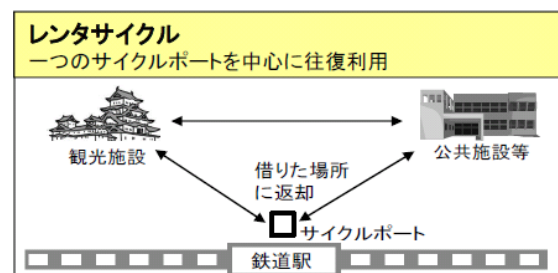 レンタサイクル
一つのサイクルポートを中心に往復利用
観光施設
公共施設等
借りた場所
に返却
サイクルポート
鉄道駅